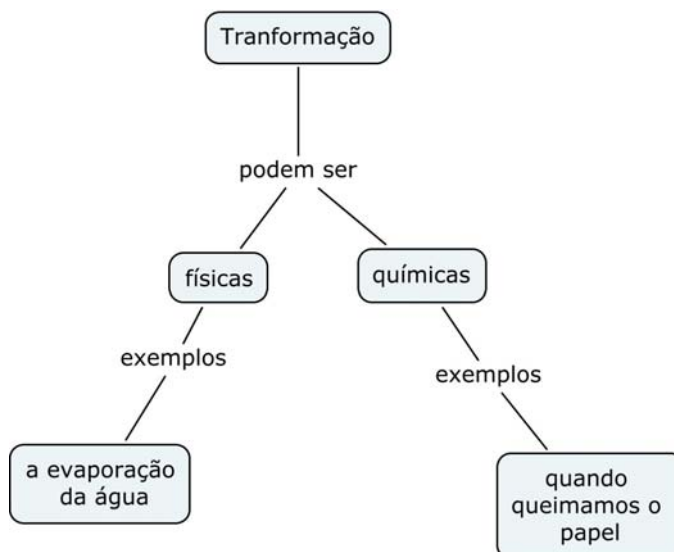 Tranformação
podem ser
físicas
químicas
exemplos
exemplos
a evaporação
da água
quando
queimamos o
papel